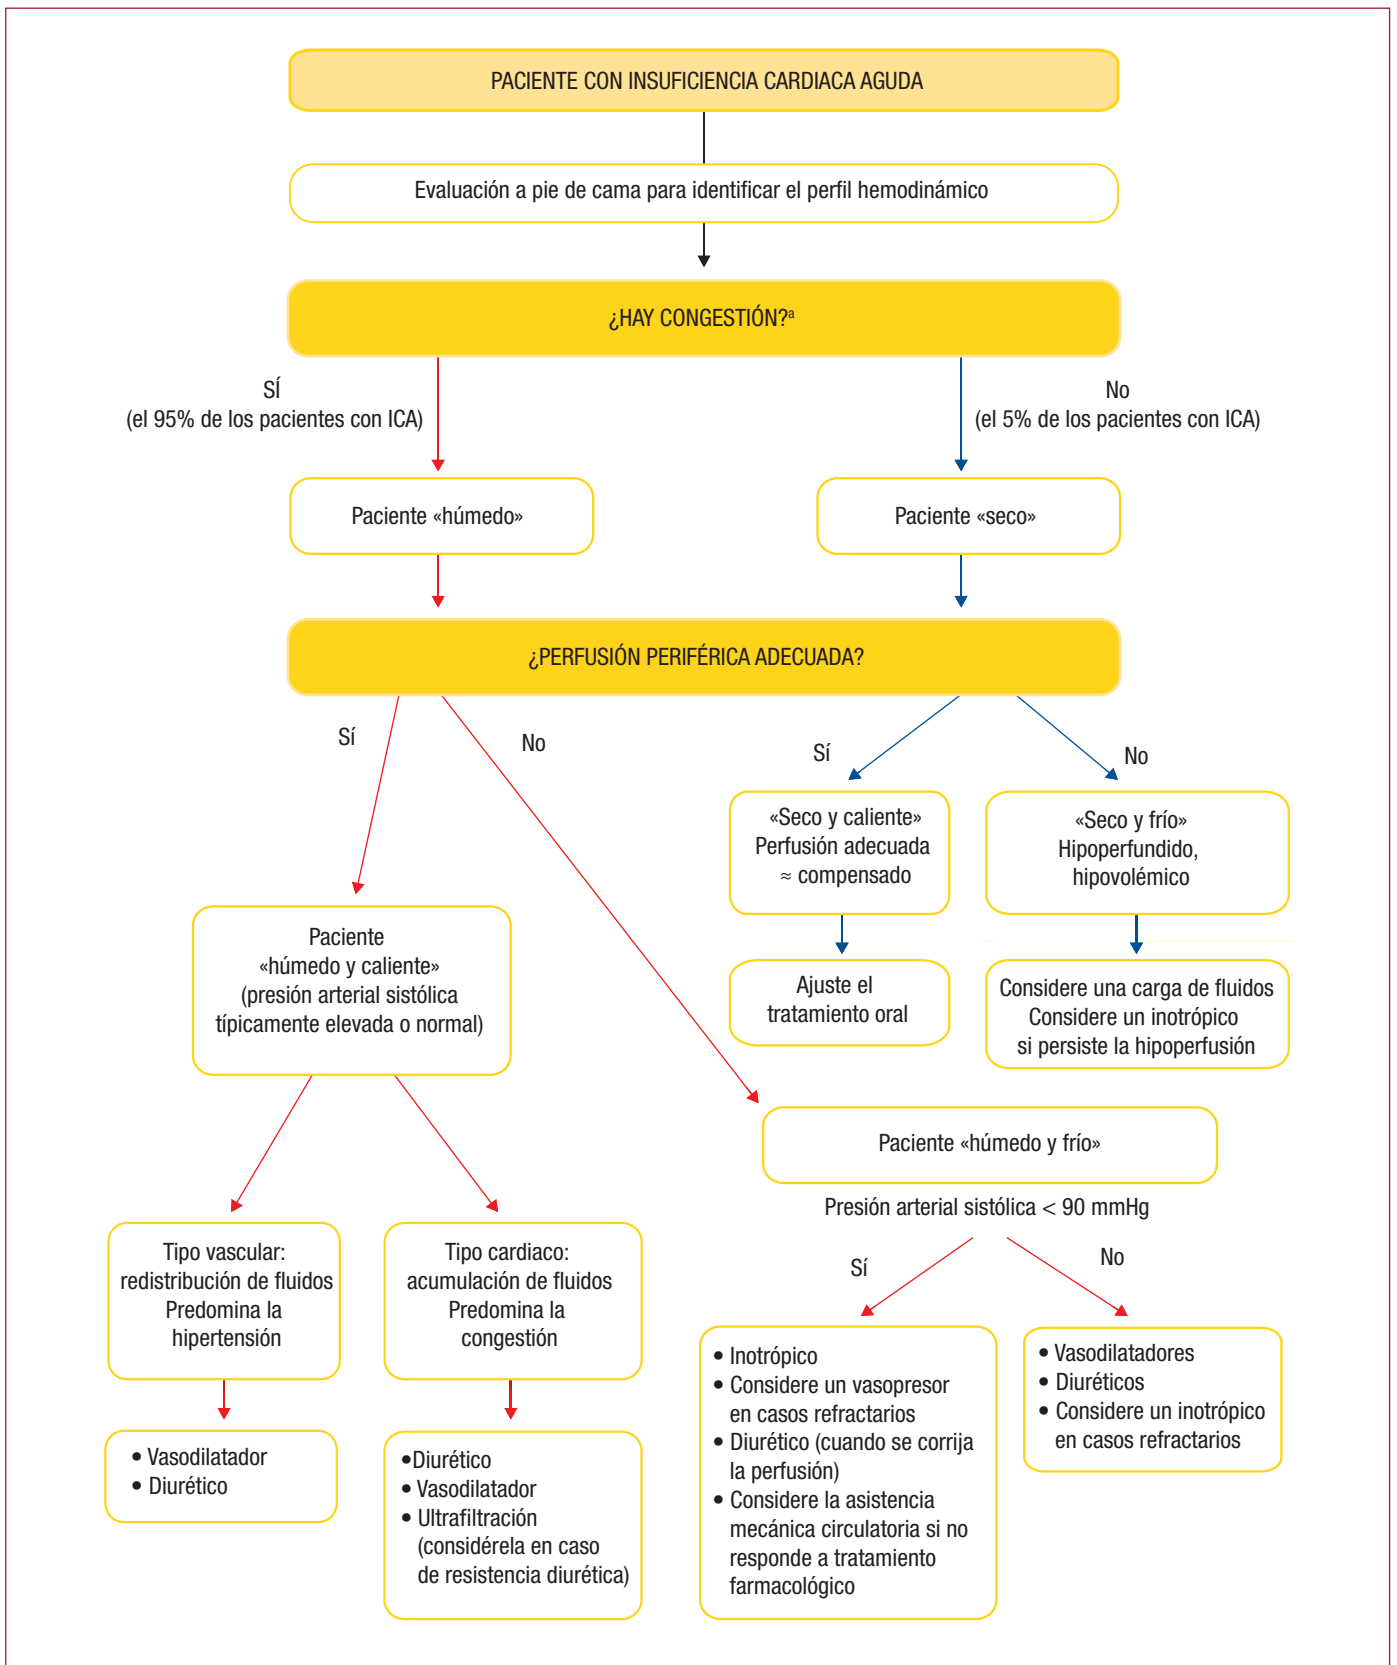 PACIENTE CON INSUFICIENCIA CARDIACA AGUDA
Evaluación a pie de cama para identificar el perfil hemodinámico
¿HAY CONGESTIÓN?ª
SÍ
(el 95% de los pacientes con ICA)
No
(el 5% de los pacientes con ICA)
Paciente «húmedo»
Paciente «seco»
¿PERFUSIÓN PERIFÉRICA ADECUADA?
Sí
No
Sí
No
«Seco y caliente»
Perfusión adecuada
≈ compensado
«Seco y frío»
Hipoperfundido,
hipovolémico
Paciente
«húmedo y caliente»
(presión arterial sistólica
típicamente elevada o normal)
Ajuste el
tratamiento oral
Considere una carga de fluidos
Considere un inotrópico
si persiste la hipoperfusión
Paciente «húmedo y frío»
Presión arterial sistólica < 90 mmHg
Sí
No
Tipo vascular:
redistribución de fluidos
Predomina la
hipertensión
Tipo cardiaco:
acumulación de fluidos
Predomina la
congestión
• Vasodilatador
• Diurético
•Diurético
• Vasodilatador
• Ultrafiltración
(considérela en caso
de resistencia diurética)
• Inotrópico
• Considere un vasopresor
en casos refractarios
• Diurético (cuando se corrija
la perfusión)
• Considere la asistencia
mecánica circulatoria si no
responde a tratamiento
farmacológico
• Vasodilatadores
• Diuréticos
• Considere un inotrópico
en casos refractarios